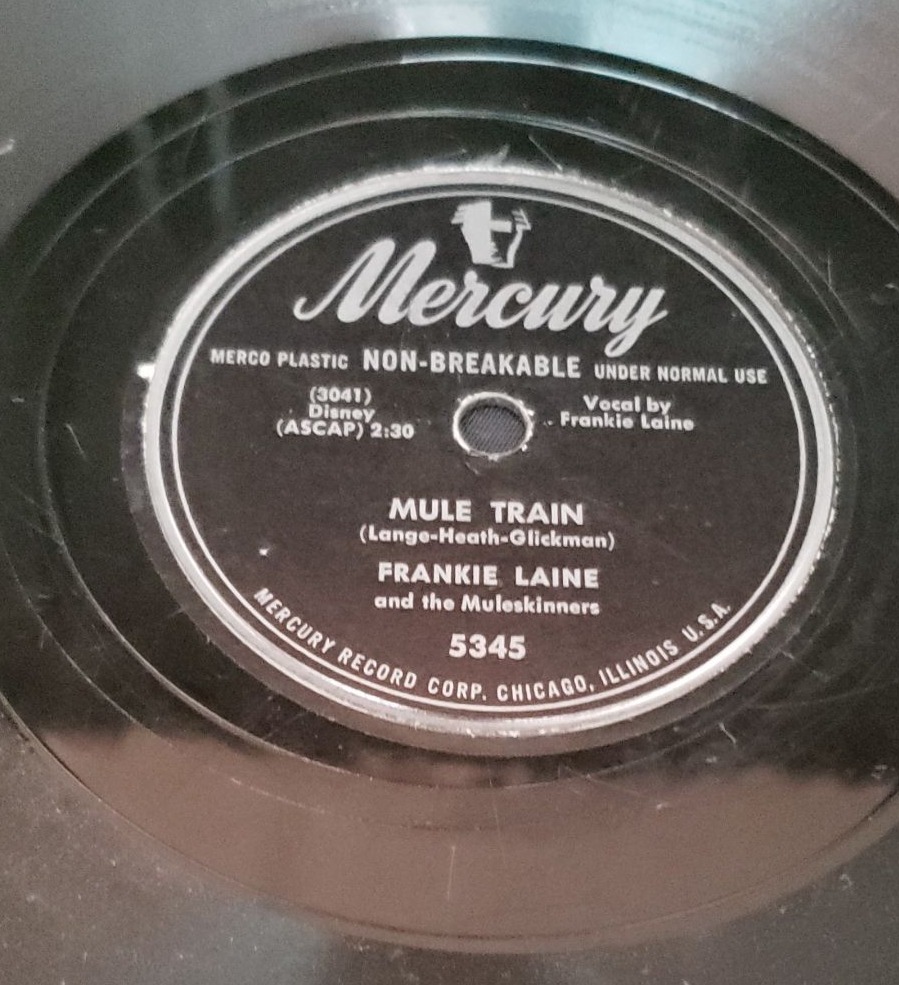 Mercury
MERCO PLASTIC NON-BREAKABLE UNDER NORMAL USE
(3041)
Disney
(ASCAP) 2:30
Vocal by
Frankie Laine
MULE TRAIN
(Lange-Heath-Glickman)
FRANKIE LAINE
and the Muleskinners
5345
MERCURY RECORD CORP. CHICAGO, ILLINOIS U.S.A.